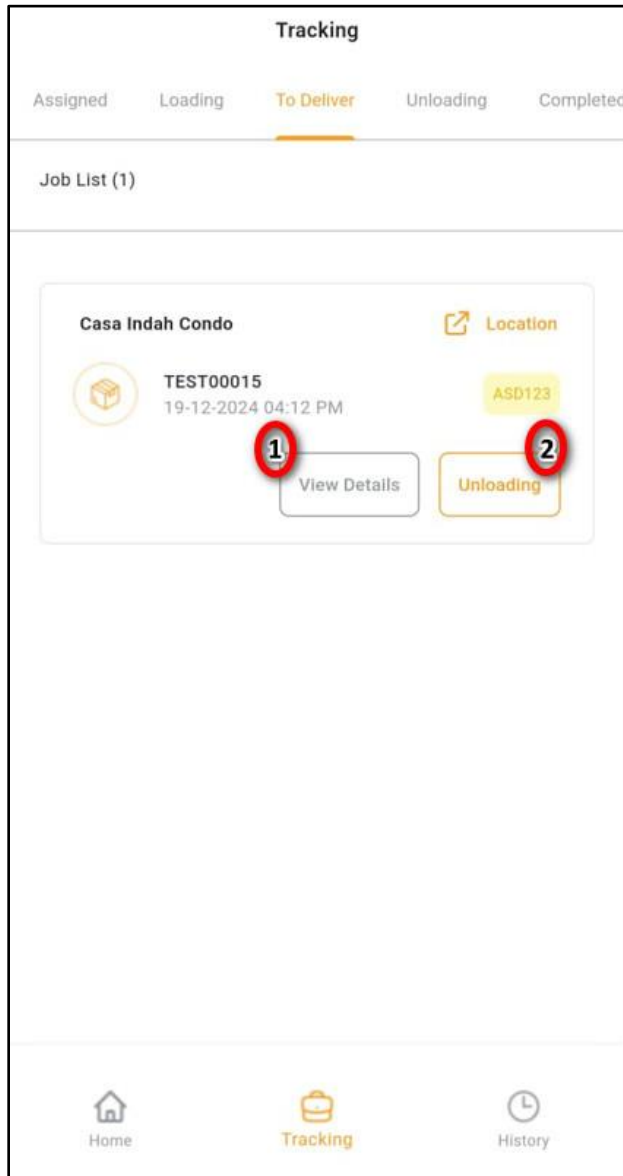 Tracking
Assigned Loading To Deliver Unloading Completed
Job List (1)
Casa Indah Condo Location
TEST00015 ASD123
19-12-2024 04:12 PM
1 2
View Details Unloading
Home Tracking History